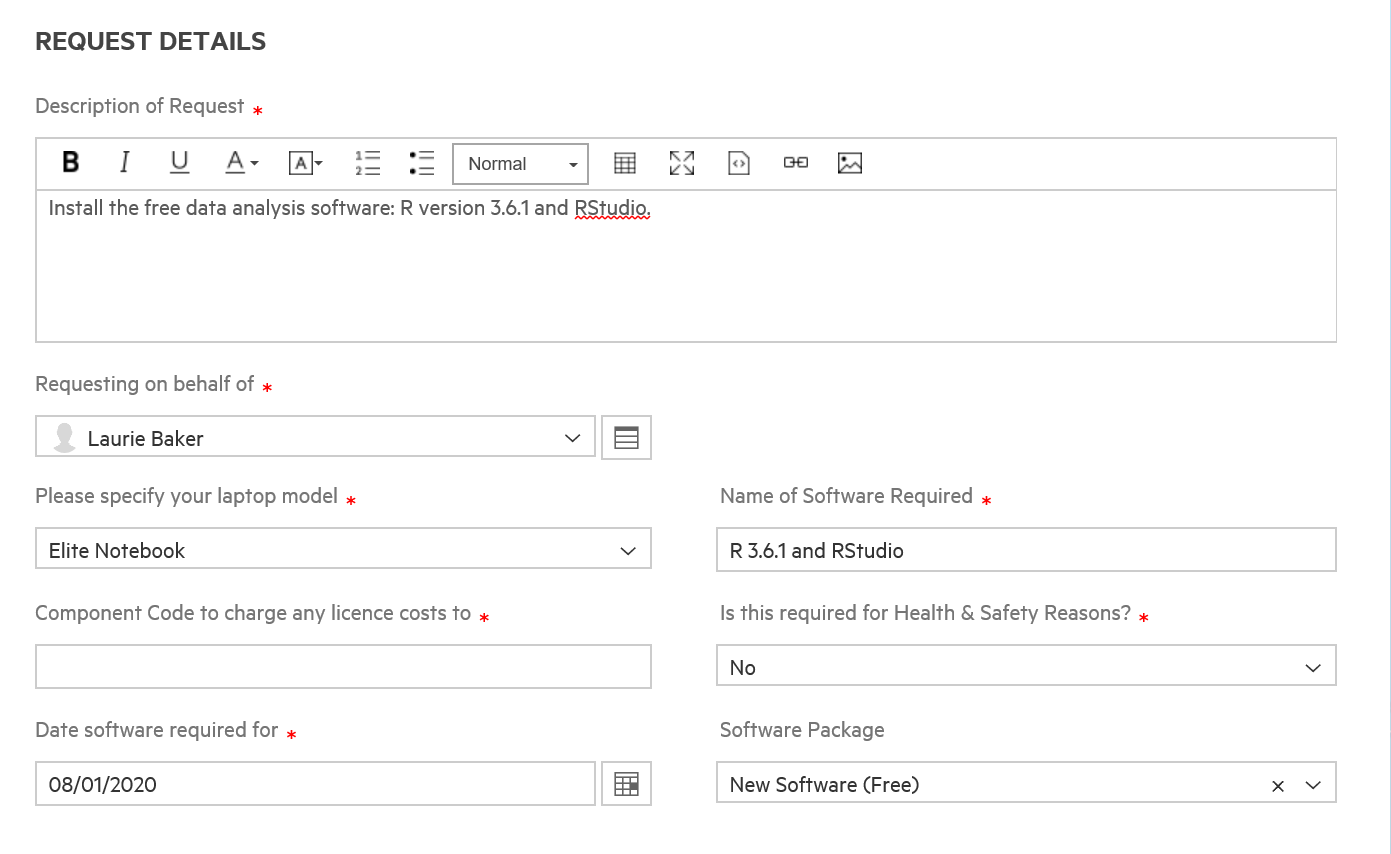 REQUEST DETAILS
Description of Request *
B I U A A Normal
Install the free data analysis software: R version 3.6.1 and RStudio.
Requesting on behalf of *
Laurie Baker
Please specify your laptop model *
Name of Software Required *
Elite Notebook
R 3.6.1 and RStudio
Component Code to charge any licence costs to *
Is this required for Health & Safety Reasons? *
No
Date software required for *
Software Package
08/01/2020
New Software (Free)